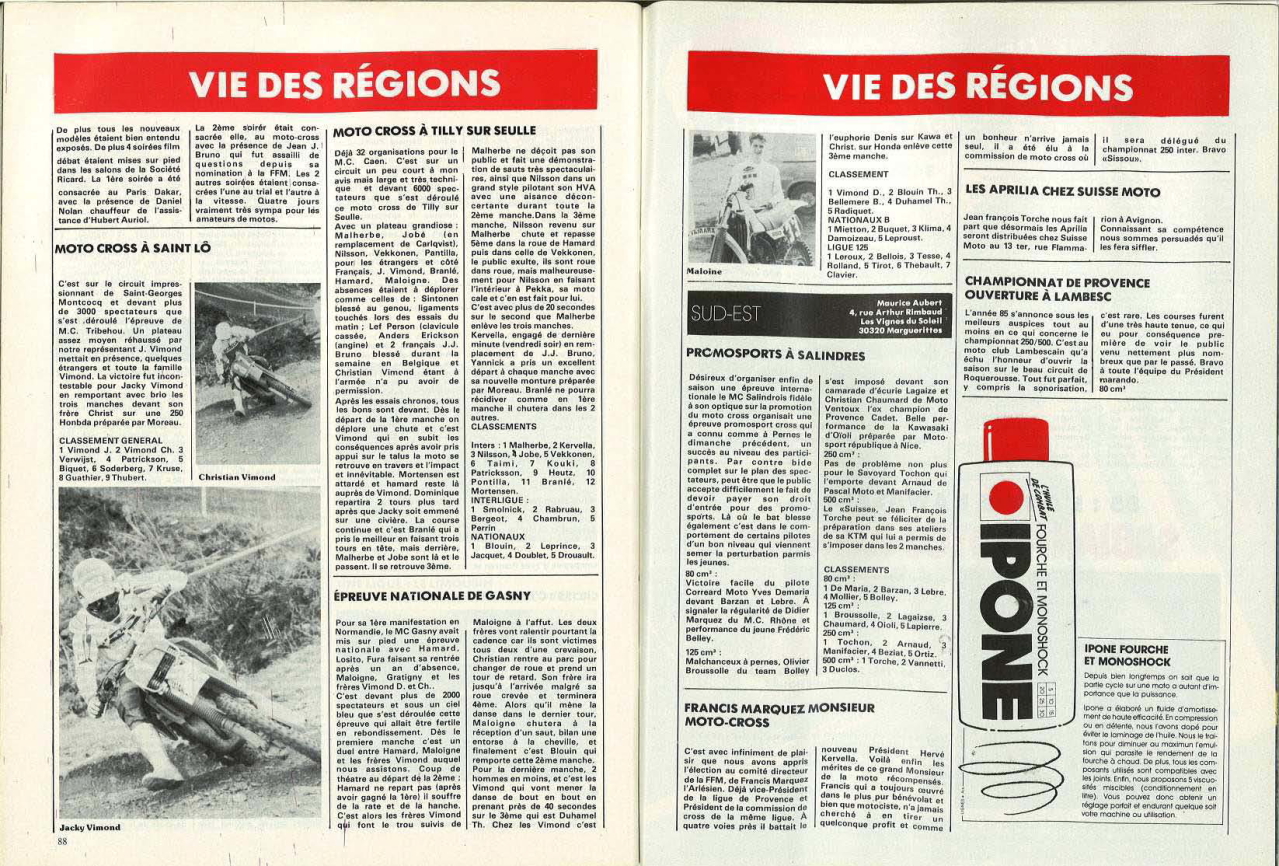 VIE DES RÉGIONS
De plus tous les nouveaux
modèles étaient bien entendu
exposés. De plus 4 soirées film
débat étaient mises sur pied
dans les salons de la Société
Ricard. La 1ère soirée a été
consacrée au Paris Dakar,
avec la présence de Daniel
Nolan chauffeur de l'assis-
tance d'Hubert Auriol.
La 2ème soirér était con-
sacrée elle, au moto-cross
avec la présence de Jean J.
Bruno qui fut assailli de
questions depuis sa
nomination à la FFM. Les 2
autres soirées étaient consa-
crées l'une au trial et l'autre à
la vitesse. Quatre jours
vraiment très sympa pour les
amateurs de motos.
MOTO CROSS À SAINT LÔ
C'est sur le circuit impres-
sionnant de Saint-Georges
Montcocq et devant plus
de 3000 spectateurs que
s'est déroulé l'épreuve de
M.C. Tribehou. Un plateau
assez moyen réhaussé par
notre représentant J. Vimond
mettait en présence, quelques
étrangers et toute la famille
Vimond. La victoire fut incon-
testable pour Jacky Vimond
en remportant avec brio les
trois manches devant son
frère Christ sur une 250
Honbda préparée par Moreau.
CLASSEMENT GENERAL
1 Vimond J. 2 Vimond Ch. 3
Verwijst, 4 Patrickson, 5
Biquet, 6 Soderberg, 7 Kruse,
8 Guathier, 9 Thubert.
Christian Vimond
Jacky Vimond
88
MOTO CROSS À TILLY SUR SEULLE
Déjà 32 organisations pour le
M.C. Caen. C'est sur un
circuit un peu court à mon
avis mais large et très techni-
que et devant 6000 spec-
tateurs que s'est déroulé
ce moto cross de Tilly sur
Seulle.
Avec un plateau grandiose :
Malherbe, Jobé (en
remplacement de Carlqvist),
Nilsson, Vekkonen, Pantilla,
pour les étrangers et côté
Français, J. Vimond, Branlé,
Hamard, Maloigne. Des
absences étaient à déplorer
comme celles de : Sintonen
blessé au genou, ligaments
touchés lors des essais du
matin ; Lef Person (clavicule
cassée, Anders Erickson
(angine) et 2 français J.J.
Bruno blessé durant la
semaine en Belgique et
Christian Vimond étant à
l'armée n'a pu avoir de
permission.
Après les essais chronos, tous
les bons sont devant. Dès le
départ de la 1ère manche on
déplore une chute et c'est
Vimond qui en subit les
conséquences après avoir pris
appui sur le talus la moto se
retrouve en travers et l'impact
est innévitable. Mortensen est
attardé et hamard reste là
auprès de Vimond. Dominique
repartira 2 tours plus tard
après que Jacky soit emmené
sur une civière. La course
continue et c'est Branlé qui a
pris le meilleur en faisant trois
tours en tête, mais derrière,
Malherbe et Jobe sont là et le
passent. Il se retrouve 3ème.
Malherbe ne déçoit pas son
public et fait une démonstra-
tion de sauts très spectaculai-
res, ainsi que Nilsson dans un
grand style pilotant son HVA
avec une aisance décon-
certante durant toute la
2ème manche.Dans la 3ème
manche, Nilsson revenu sur
Malherbe chute et repasse
5ème dans la roue de Hamard
puis dans celle de Vekkonen,
le public exulte, ils sont roue
dans roue, mais malheureuse-
ment pour Nilsson en faisant
l'intérieur à Pekka, sa moto
cale et c'en est fait pour lui.
C'est avec plus de 20 secondes
sur le second que Malherbe
enlève les trois manches.
Kervella, engagé de dernière
minute (vendredi soir) en rem-
placement de J.J. Bruno,
Yannick a pris un excellent
départ à chaque manche avec
sa nouvelle monture préparée
par Moreau. Branlé ne pourra
récidiver comme en 1ère
manche il chutera dans les 2
autres.
CLASSEMENTS
Inters : 1 Malherbe, 2 Kervella,
3 Nilsson, 4 Jobe, 5 Vekkonen,
6 Taimi, 7 Kouki, 8
Patricksson, 9 Heutz, 10
Pontilla, 11 Branlé, 12
Mortensen.
INTERLIGUE :
1 Smolnick, 2 Rabruau, 3
Bergeot, 4 Chambrun, 5
Perrin
NATIONAUX
1 Blouin, 2 Leprince, 3
Jacquet, 4 Doublet, 5 Drouault.
ÉPREUVE NATIONALE DE GASNY
Pour sa 1ère manifestation en
Normandie, le MC Gasny avait
mis sur pied une épreuve
nationale avec Hamard,
Losito, Fura faisant sa rentrée
après un an d'absence,
Maloigne, Gratigny et les
frères Vimond D. et Ch..
C'est devant plus de 2000
spectateurs et sous un ciel
bleu que s'est déroulée cette
épreuve qui allait être fertile
en rebondissement. Dès le
premiere manche c'est un
duel entre Hamard, Maloigne
et les frères Vimond auquel
nous assistons. Coup de
théatre au départ de la 2ème ;
Hamard ne repart pas (après
avoir gagné la 1ère) il souffre
de la rate et de la hanche.
C'est alors les frères Vimond
qui font le trou suivis de
Maloigne à l'affut. Les deux
frères vont ralentir pourtant la
cadence car ils sont victimes
tous deux d'une crevaison,
Christian rentre au parc pour
changer de roue et prend un
tour de retard. Son frère ira
jusqu'à l'arrivée malgré sa
roue crevée et terminera
4ème. Alors qu'il mène la
danse dans le dernier tour,
Maloigne chutera à la
réception d'un saut, bilan une
entorse à la cheville, et
finalement c'est Blouin qui
remporte cette 2ème manche.
Pour la dernière manche, 2
hommes en moins, et c'est les
Vimond qui vont mener la
danse de bout en bout en
prenant près de 40 secondes
sur le 3ème qui est Duhamel
Th. Chez les Vimond c'est
VIE DES RÉGIONS
Maloine
l'euphorie Denis sur Kawa et
Christ. sur Honda enlève cette
3ème manche.
CLASSEMENT
1 Vimond D., 2 Blouin Th., 3
Bellemere B., 4 Duhamel Th.,
5 Radiquet.
NATIONAUX B
1 Mietton, 2 Buquet, 3 Klima, 4
Damoizeau, 5 Leproust.
LIGUE 125
1 Leroux, 2 Bellois, 3 Tesse, 4
Rolland, 5 Tirot, 6 Thebault, 7
Clavier.
SUD-EST
Maurice Aubert
4, rue Arthur Rimbaud
Les Vignes du Soleil
30320 Marguerittes
PROMOSPORTS À SALINDRES
Désireux d'organiser enfin de
saison une épreuve interna-
tionale le MC Salindrois fidèle
à son optique sur la promotion
du moto cross organisait une
épreuve promosport cross qui
a connu comme à Pernes le
dimanche précédent, un
succès au niveau des partici-
pants. Par contre bide
complet sur le plan des spec-
tateurs, peut être que le public
accepte difficilement le fait de
devoir payer son droit
d'entrée pour des promo-
sports. Là où le bat blesse
également c'est dans le com-
portement de certains pilotes
d'un bon niveau qui viennent
semer la perturbation parmis
les jeunes.
80 cm³ :
Victoire facile du pilote
Correard Moto Yves Demaria
devant Barzan et Lebre. À
signaler la régularité de Didier
Marquez du M.C. Rhône et
performance du jeune Frédéric
Belley.
125 cm³ :
Malchanceux à pernes, Olivier
Broussolle du team Bolley
s'est imposé devant son
camarade d'écurie Lagaize et
Christian Chaumard de Moto
Ventoux l'ex champion de
Provence Cadet. Belle per-
formance de la Kawasaki
d'O'ioli préparée par Moto-
sport république à Nice.
250 cm³ :
Pas de problème non plus
pour le Savoyard Tochon qui
l'emporte devant Arnaud de
Pascal Moto et Manifacier.
500 cm³ :
Le «Suisse», Jean François
Torche peut se féliciter de la
préparation dans ses ateliers
de sa KTM qui lui a permis de
s'imposer dans les 2 manches.
CLASSEMENTS
80 cm³ :
1 De Maria, 2 Barzan, 3 Lebre,
4 Mollier, 5 Bolley.
125 cm³ :
1 Broussolle, 2 Lagaizse, 3
Chaumard, 4 Oioli, 5 Lapierre.
250 cm³ :
1 Tochon, 2 Arnaud, 3
Manifacier, 4 Beziat, 5 Ortiz.
500 cm³ : 1 Torche, 2 Vannetti,
3 Duclos.
FRANCIS MARQUEZ MONSIEUR
MOTO-CROSS
C'est avec infiniment de plai-
sir que nous avons appris
l'élection au comité directeur
de la FFM, de Francis Marquez
l'Arlésien. Déjà vice-Président
de la ligue de Provence et
Président de la commission de
cross de la même ligue. À
quatre voies près il battait le
nouveau Président Hervé
Kervella. Voilà enfin les
mérites de ce grand Monsieur
de la moto récompensés.
Francis qui a toujours œuvré
dans le plus pur bénévolat et
bien que motociste, n'a jamais
cherché à en tirer un
quelconque profit et comme
un bonheur n'arrive jamais
seul, il a été élu à la
commission de moto cross où
il sera délégué du
championnat 250 inter. Bravo
«Sissou».
LES APRILIA CHEZ SUISSE MOTO
Jean françois Torche nous fait
part que désormais les Aprilia
seront distribuées chez Suisse
Moto au 13 ter, rue Flamma-
rion à Avignon.
Connaissant sa compétence
nous sommes persuadés qu'il
les fera siffler.
CHAMPIONNAT DE PROVENCE
OUVERTURE À LAMBESC
L'année 85 s'annonce sous les
meileurs auspices tout au
moins en ce qui concerne le
championnat 250/500. C'est au
moto club Lambescain qu'a
échu l'honneur d'ouvrir la
saison sur le beau circuit de
Roquerousse. Tout fut parfait,
y compris la sonorisation,
c'est rare. Les courses furent
d'une très haute tenue, ce qui
eu pour conséquence pre-
mière de voir le public
venu nettement plus nom-
breux que par le passé. Bravo
à toute l'équipe du Président
marando.
80 cm³
L'HUILE
DE COMBAT
IPONE
FOURCHE ET MONOSHOCK
IPONE FOURCHE
ET MONOSHOCK
Depuis bien longtemps on sait que la
partie cycle sur une moto a autant d'im-
portance que la puissance.
Ipone a élaboré un fluide d'amortisse-
ment de haute efficacité. En compression
ou en détente, nous l'avons dopé pour
éviter le laminage de l'huile. Nous le trai-
tons pour diminuer au maximum l'émul-
sion qui parasite le rendement de la
fourche à chaud. De plus, tous les com-
posants utilisés sont compatibles avec
les joints. Enfin, nous proposons 5 viscuo-
sités miscibles (conditionnement en
litre). Vous pouvez donc obtenir un
réglage parfait et endurant quelque soit
votre machine ou utilisation.